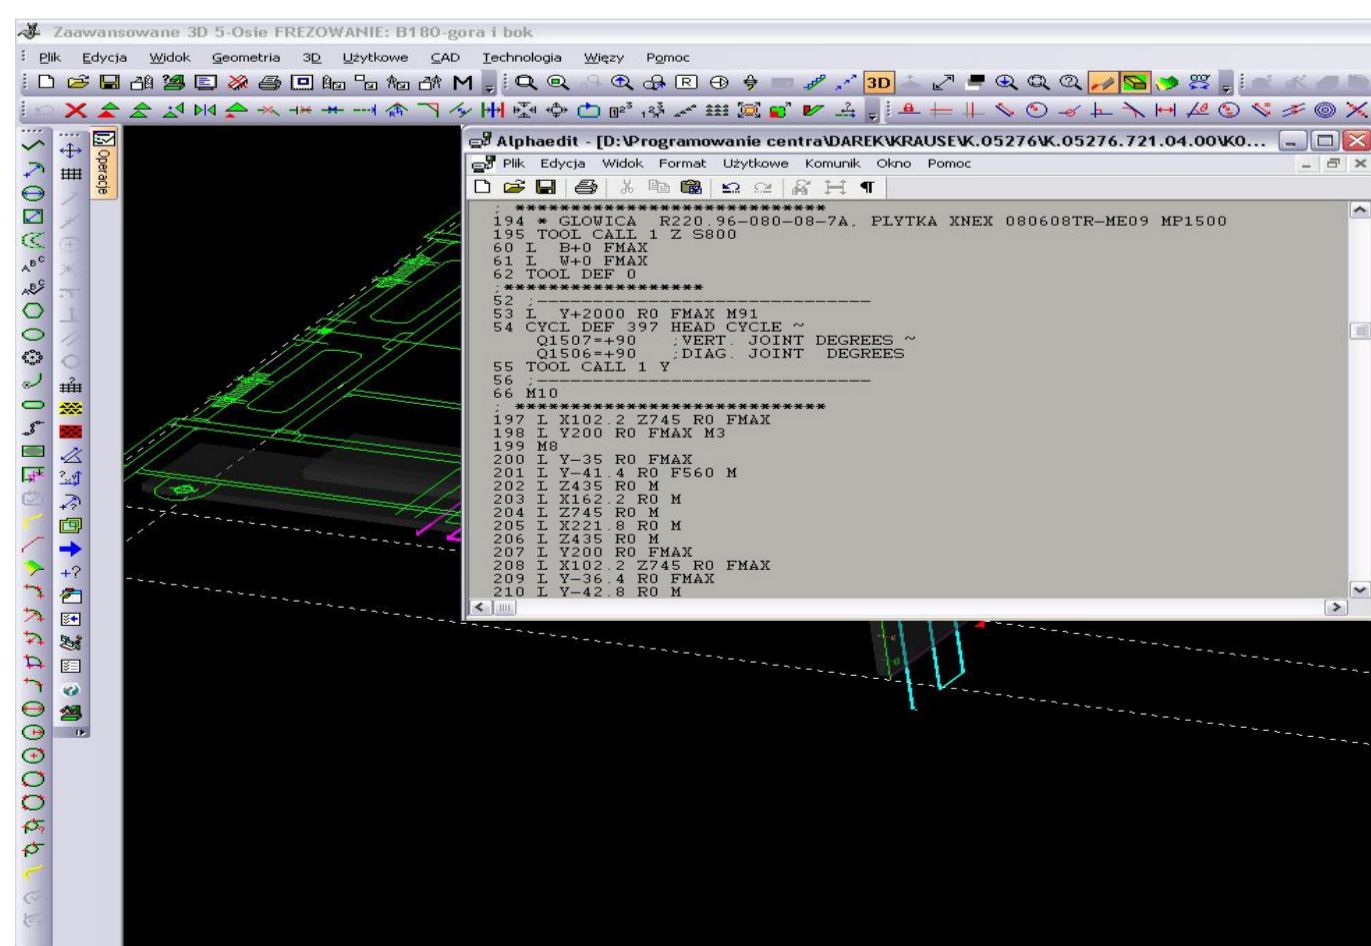 Zaawansowane 3D 5-Osie FREZOWANIE: B180-gora i bok
Plik Edycja Widok Geometria 3D Użytkowe CAD Technologia Więzy Pomoc
3D
Operacje
Alphaedit - [D:\Programowanie centra\DAREK\KRAUSE\K.05276\K.05276.721.04.00\K0...
Plik Edycja Widok Format Użytkowe Komunik Okno Pomoc
; ****************************
194 * GLOWICA R220.96-080-08-7A, PLYTKA XNEX 080608TR-ME09 MP1500
195 TOOL CALL 1 Z S800
60 L B+0 FMAX
61 L W+0 FMAX
62 TOOL DEF 0
;******************
52 ;------------------------------
53 L Y+2000 R0 FMAX M91
54 CYCL DEF 397 HEAD CYCLE ~
Q1507=+90 ;VERT. JOINT DEGREES ~
Q1506=+90 ;DIAG. JOINT DEGREES
55 TOOL CALL 1 Y
56 ;------------------------------
66 M10
; ****************************
197 L X102.2 Z745 R0 FMAX
198 L Y200 R0 FMAX M3
199 M8
200 L Y-35 R0 FMAX
201 L Y-41.4 R0 F560 M
202 L Z435 R0 M
203 L X162.2 R0 M
204 L Z745 R0 M
205 L X221.8 R0 M
206 L Z435 R0 M
207 L Y200 R0 FMAX
208 L X102.2 Z745 R0 FMAX
209 L Y-36.4 R0 FMAX
210 L Y-42.8 R0 M